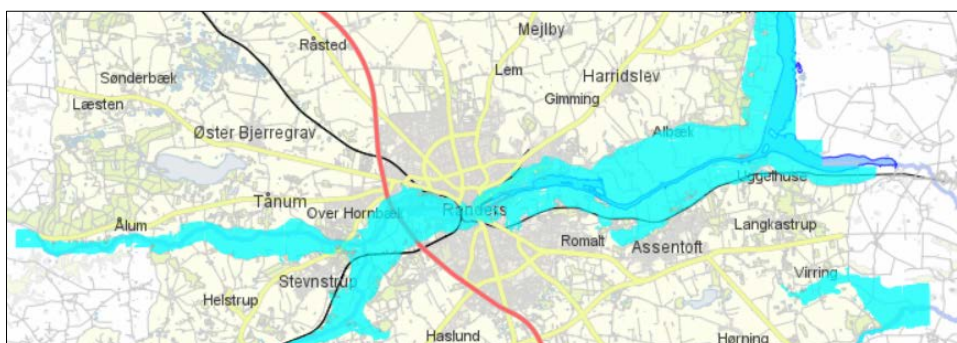 Råsted
Mejlby
Sønderbæk
Lem
Harridslev
Læsten
Gimming
Øster Bjerregrav
Albæk
Uggelhuse
Tånum
Over Hornbæk
Randers
Ålum
Langkastrup
Romalt
Assentoft
Stevnstrup
Virring
Helstrup
Haslund
Hørning